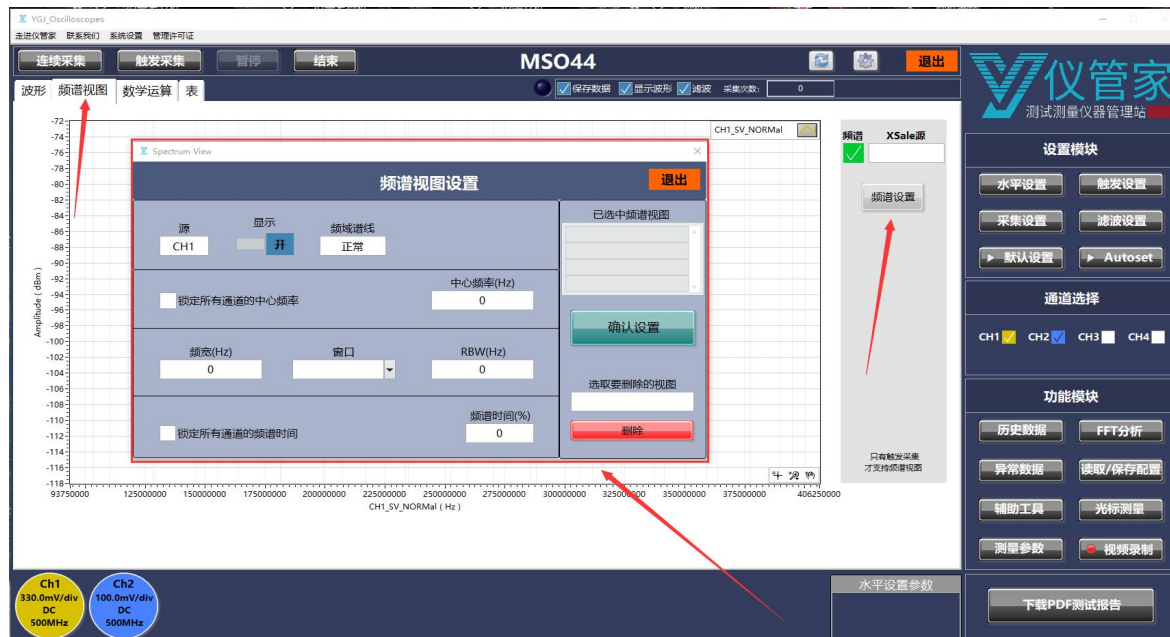 YGJ_Oscilloscopes
走进仪管家 联系我们 系统设置 管理许可证
连续采集 触发采集 暂停 结束 MSO44 退出
波形 频谱视图 数学运算 表 保存数据 显示波形 滤波 采集次数: 0
仪管家
测试测量仪器管理站
-72
-74
-76
-78
-80
-82
-84
-86
-88
-90
-92
-94
-96
-98
-100
-102
-104
-106
-108
-110
-112
-114
-116
-118
Amplitude ( dBm )
CH1_SV_NORMal
93750000 125000000 150000000 175000000 200000000 225000000 250000000 275000000 300000000 325000000 350000000 375000000 406250000
CH1_SV_NORMal ( Hz )
Spectrum View
频谱视图设置 退出
源 显示 频域谱线
CH1 开 正常
锁定所有通道的中心频率 中心频率(Hz)
0
频宽(Hz) 窗口 RBW(Hz)
0 0
锁定所有通道的频谱时间 频谱时间(%)
0
已选中频谱视图
确认设置
选取要删除的视图
删除
频谱 XSale源
频谱设置
只有触发采集
才支持频谱视图
设置模块
水平设置 触发设置
采集设置 滤波设置
默认设置 Autoset
通道选择
CH1 CH2 CH3 CH4
功能模块
历史数据 FFT分析
异常数据 读取/保存配置
辅助工具 光标测量
测量参数 视频录制
下载PDF测试报告
Ch1
330.0mV/div
DC
500MHz
Ch2
100.0mV/div
DC
500MHz
水平设置参数